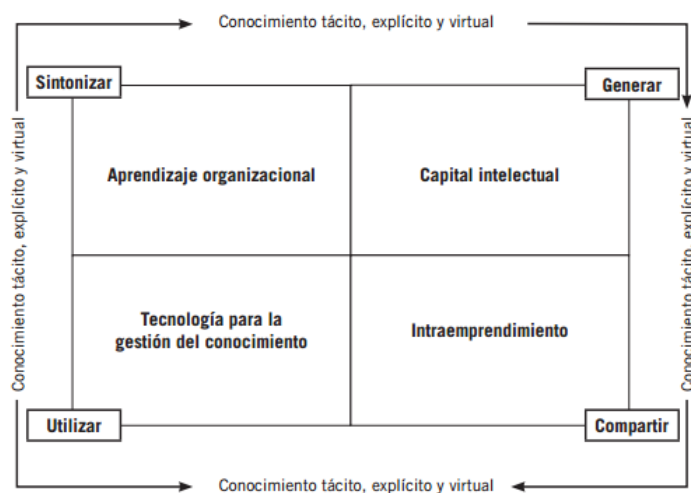 Conocimiento tácito, explícito y virtual
Sintonizar
Generar
Conocimiento tácito, explícito y virtual
Conocimiento tácito, explícito y virtual
Aprendizaje organizacional
Capital intelectual
Tecnología para la
gestión del conocimiento
Intraemprendimiento
Utilizar
Compartir
Conocimiento tácito, explícito y virtual